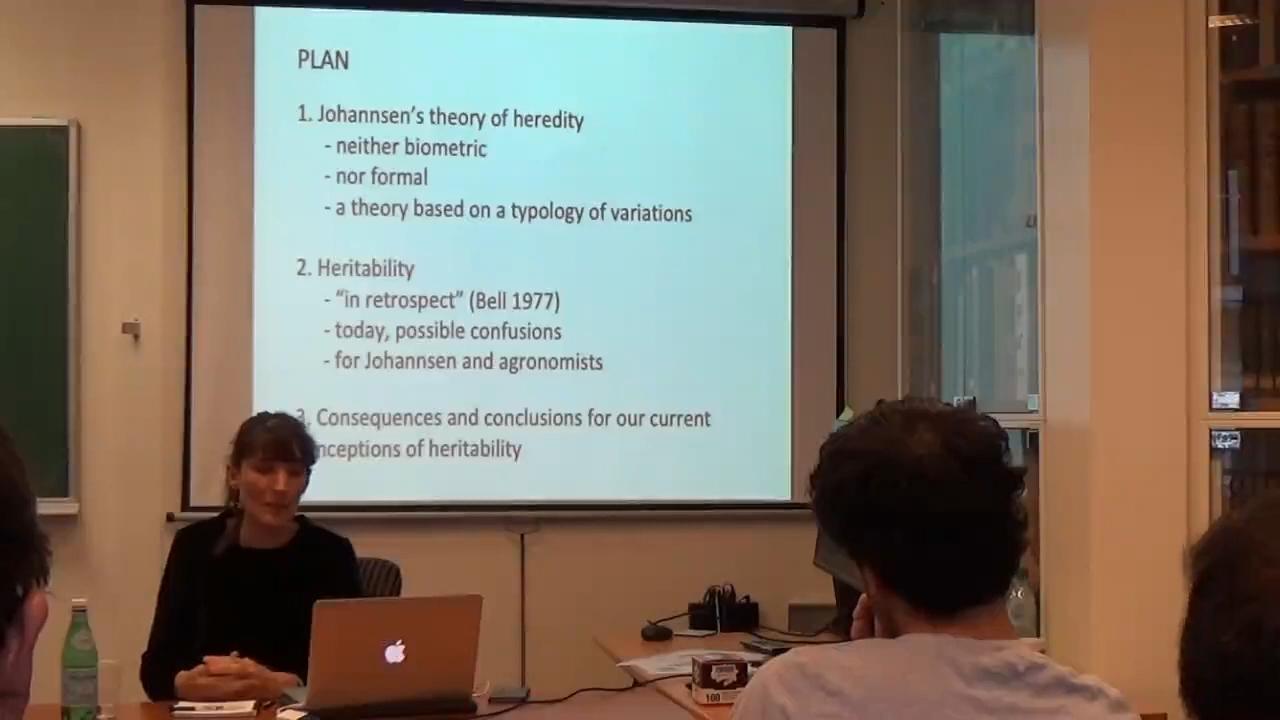 PLAN
1. Johannsen's theory of heredity
- neither biometric
- nor formal
- a theory based on a typology of variations
2. Heritability
- "in retrospect" (Bell 1977)
- today, possible confusions
- for Johannsen and agronomists
3. Consequences and conclusions for our current
nceptions of heritability
100